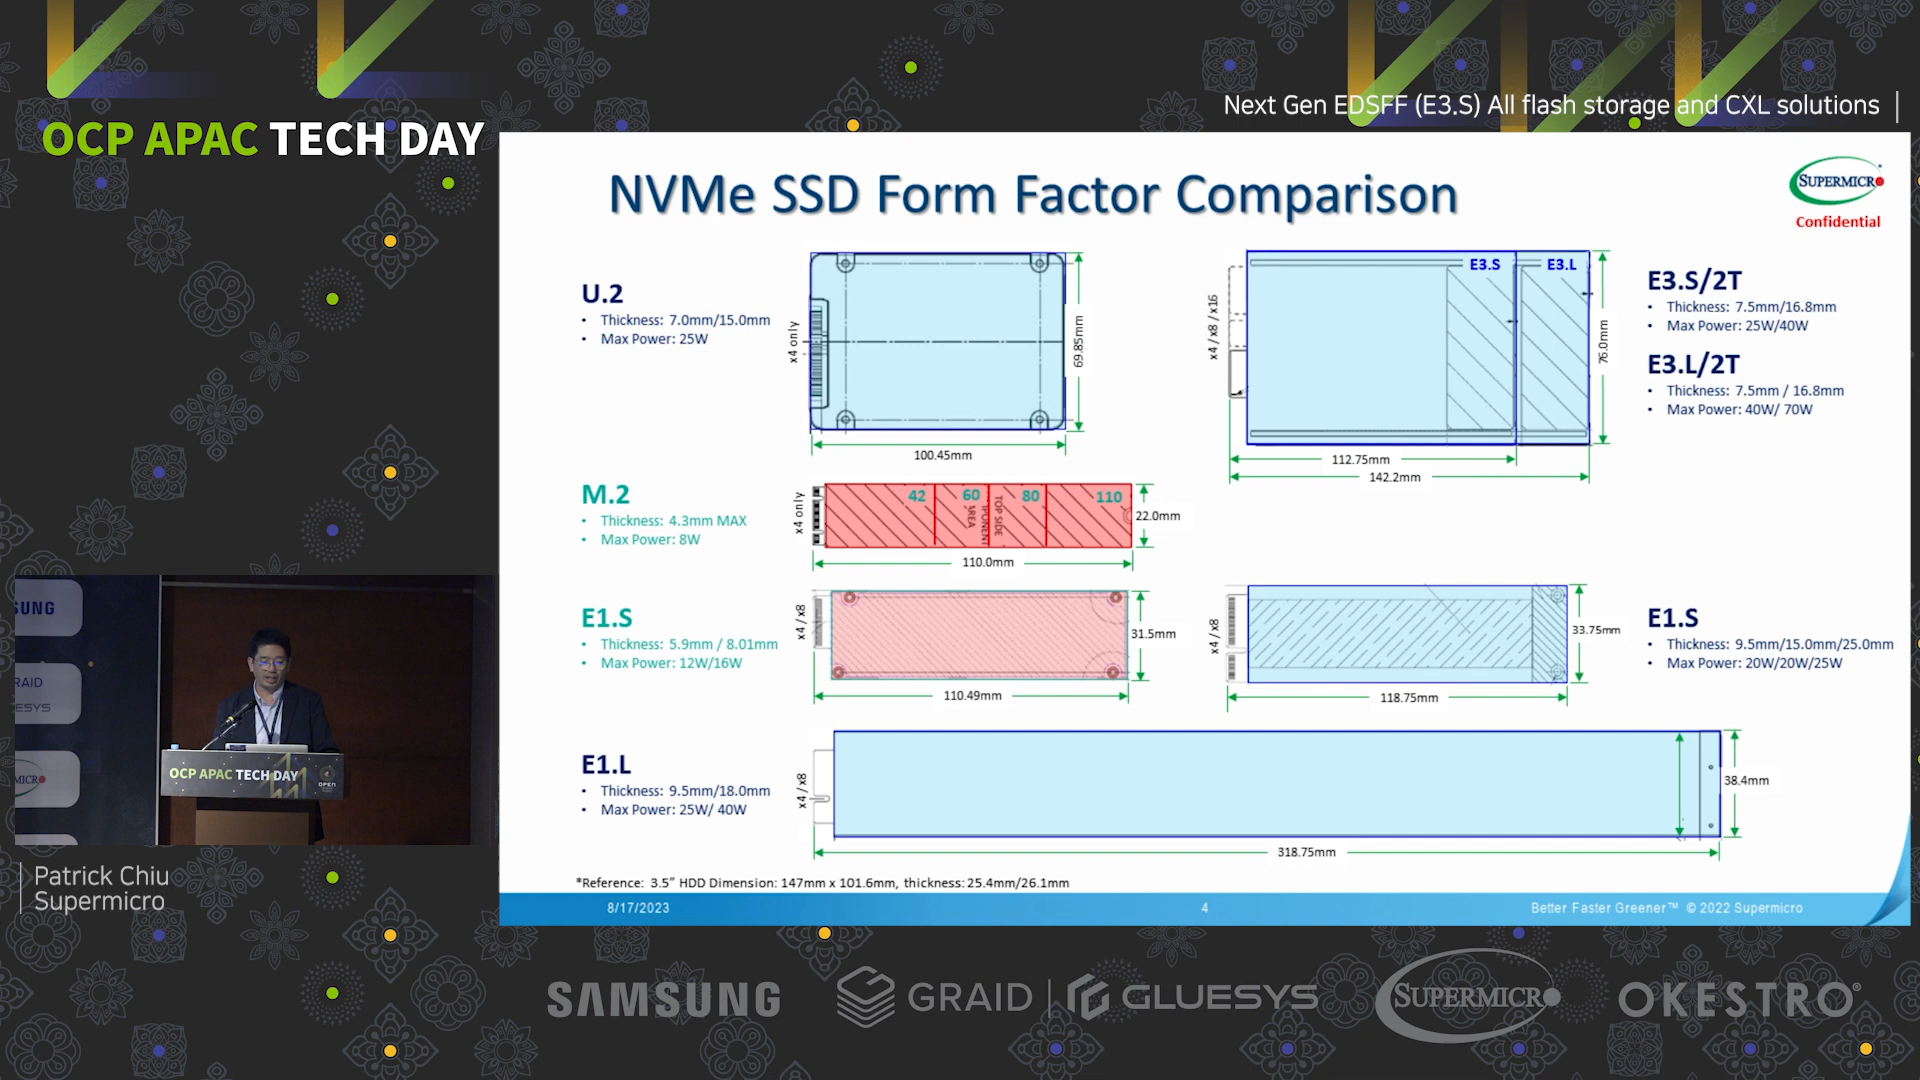 OCP APAC TECH DAY
Next Gen EDSFF (E3.S) All flash storage and CXL solutions
NVMe SSD Form Factor Comparison
SUPERMICRO
Confidential
U.2
• Thickness: 7.0mm/15.0mm
• Max Power: 25W
x4 only
69.85mm
100.45mm
x4 / x8 / x16
E3.S
E3.L
76.0mm
112.75mm
142.2mm
E3.S/2T
• Thickness: 7.5mm/16.8mm
• Max Power: 25W/40W
E3.L/2T
• Thickness: 7.5mm / 16.8mm
• Max Power: 40W/ 70W
M.2
• Thickness: 4.3mm MAX
• Max Power: 8W
x4 only
42
60
80
110
TOP SIDE
AREA
22.0mm
110.0mm
E1.S
• Thickness: 5.9mm / 8.01mm
• Max Power: 12W/16W
x4 / x8
31.5mm
110.49mm
x4 / x8
33.75mm
118.75mm
E1.S
• Thickness: 9.5mm/15.0mm/25.0mm
• Max Power: 20W/20W/25W
E1.L
• Thickness: 9.5mm/18.0mm
• Max Power: 25W/ 40W
x4 / x8
38.4mm
318.75mm
*Reference: 3.5" HDD Dimension: 147mm x 101.6mm, thickness: 25.4mm/26.1mm
8/17/2023
4
Better Faster Greener™ © 2022 Supermicro
SUNG
RAID
ESYS
MICRO
OCP APAC TECH DAY
OPEN
Patrick Chiu
Supermicro
SAMSUNG
GRAID
GLUESYS
SUPERMICRO
OKESTRO